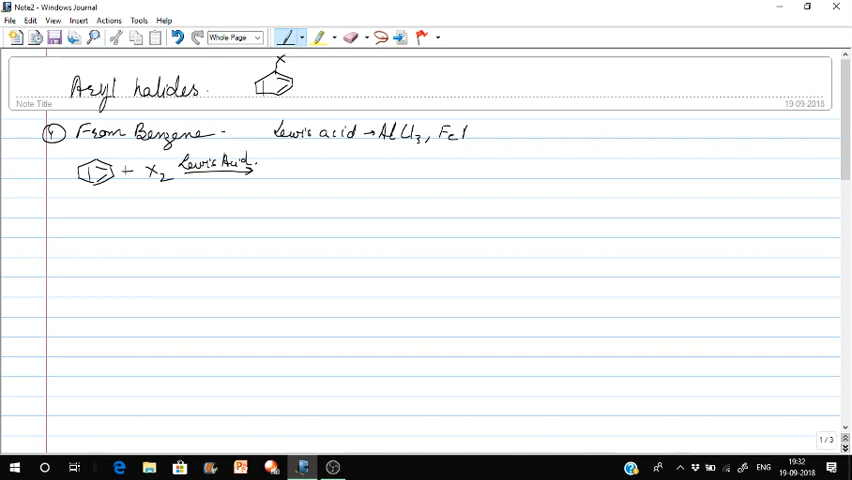 Note2 - Windows Journal
File Edit View Insert Actions Tools Help
Whole Page
X
Aryl halides.
Note Title
19-09-2018
From Benzene - Lewis acid → AlCl3, FeCl
+ X2 Lewis Acid.
1 / 3
ENG
19:32
19-09-2018